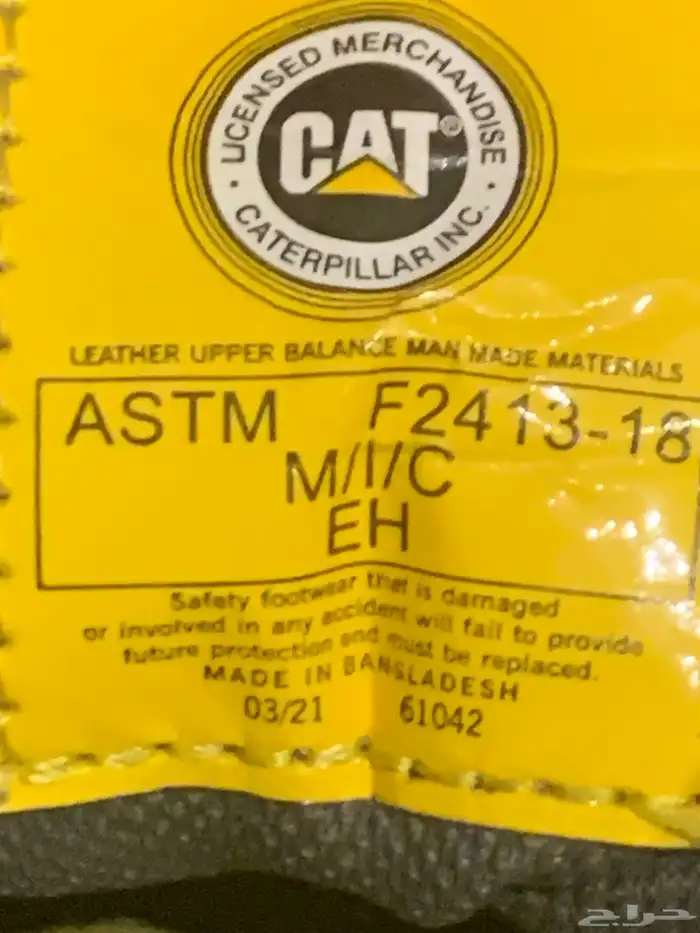 LICENSED MERCHANDISE
CAT®
· CATERPILLAR INC. ·
LEATHER UPPER BALANCE MAN MADE MATERIALS
ASTM F2413-18
M/I/C
EH
Safety footwear that is damaged
or involved in any accident will fail to provide
future protection and must be replaced.
MADE IN BANGLADESH
03/21 61042
حراج